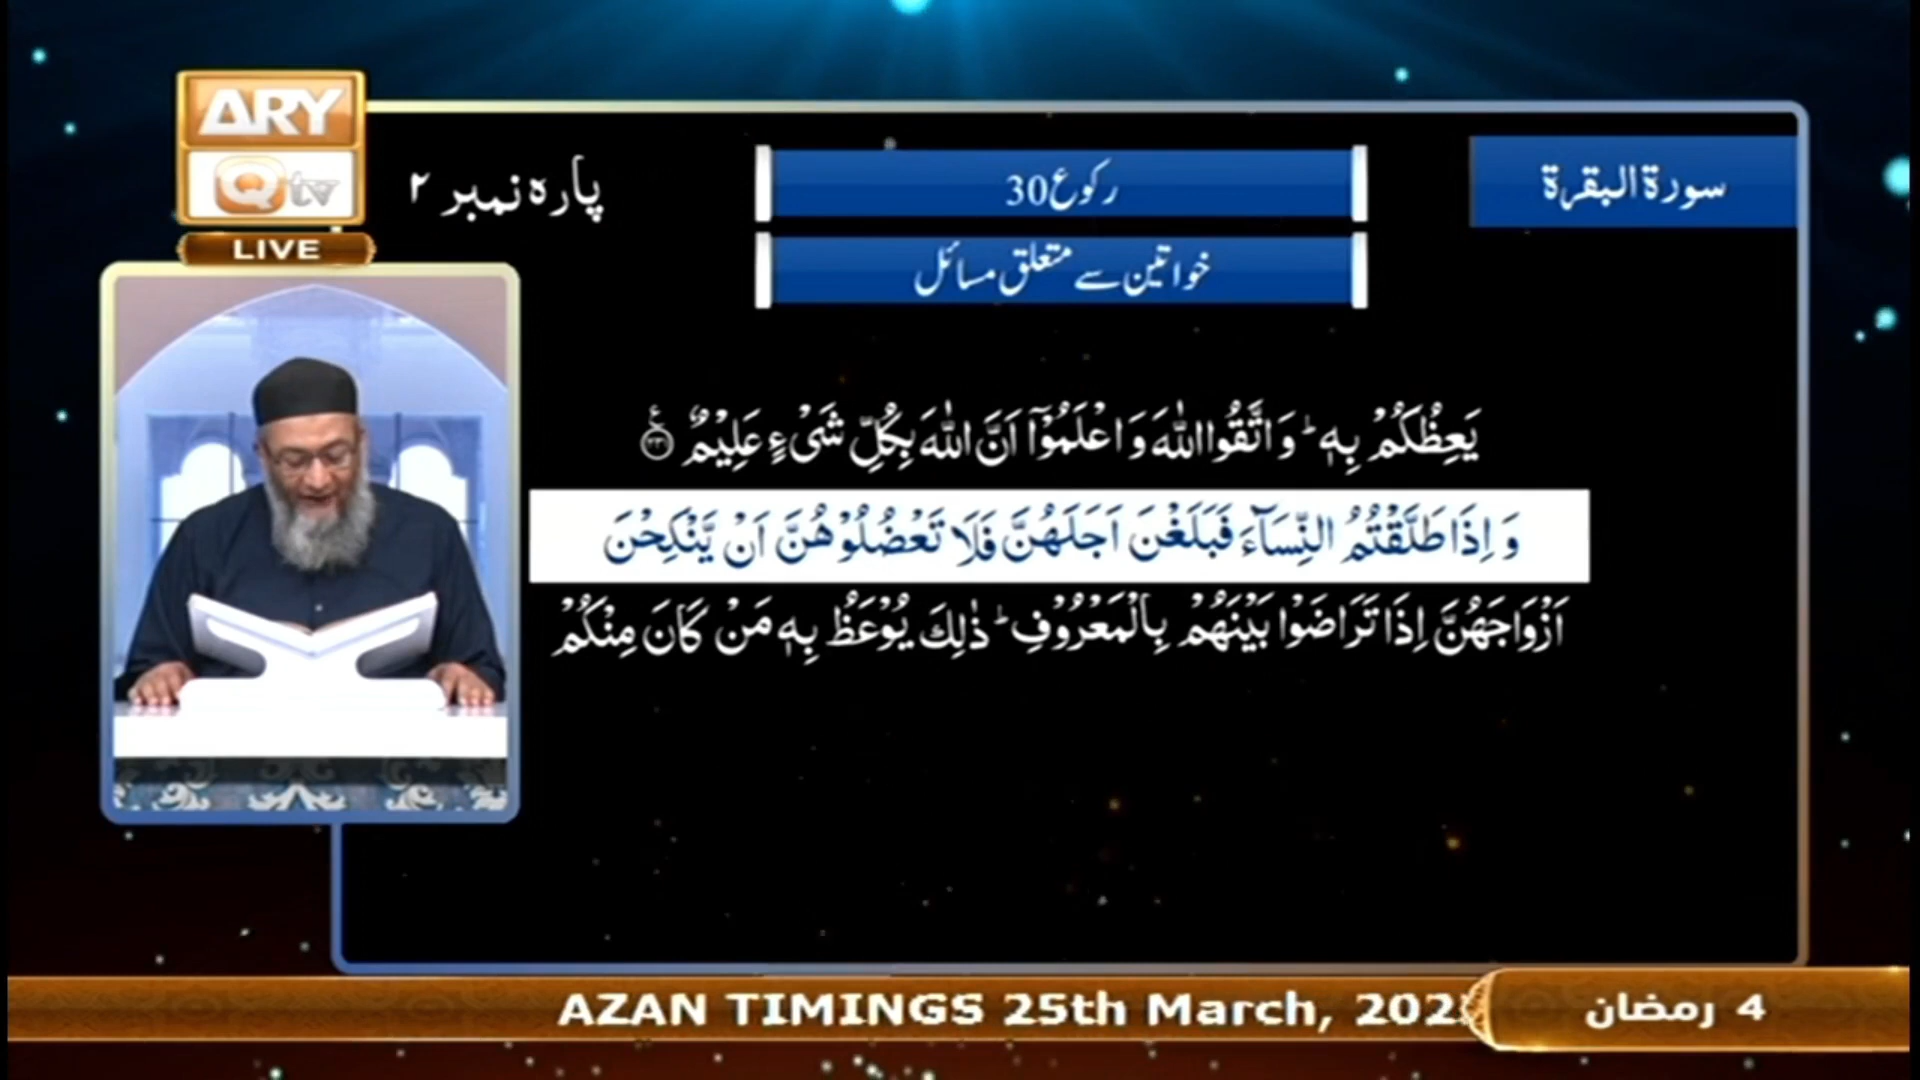 ARY
Qtv
LIVE
پارہ نمبر ۲
رکوع 30
سورۃ البقرۃ
خواتین سے متعلق مسائل
یَعِظُکُمْ بِهٖ ؕ وَ اتَّقُوا اللّٰهَ وَ اعْلَمُوْۤا اَنَّ اللّٰهَ بِکُلِّ شَیْءٍ عَلِیْمٌ
وَ اِذَا طَلَّقْتُمُ النِّسَآءَ فَبَلَغْنَ اَجَلَهُنَّ فَلَا تَعْضُلُوْهُنَّ اَنْ یَّنْکِحْنَ
اَزْوَاجَهُنَّ اِذَا تَرَاضَوْا بَیْنَهُمْ بِالْمَعْرُوْفِ ؕ ذٰلِكَ یُوْعَظُ بِهٖ مَنْ کَانَ مِنْکُمْ
AZAN TIMINGS 25th March, 202
4 رمضان